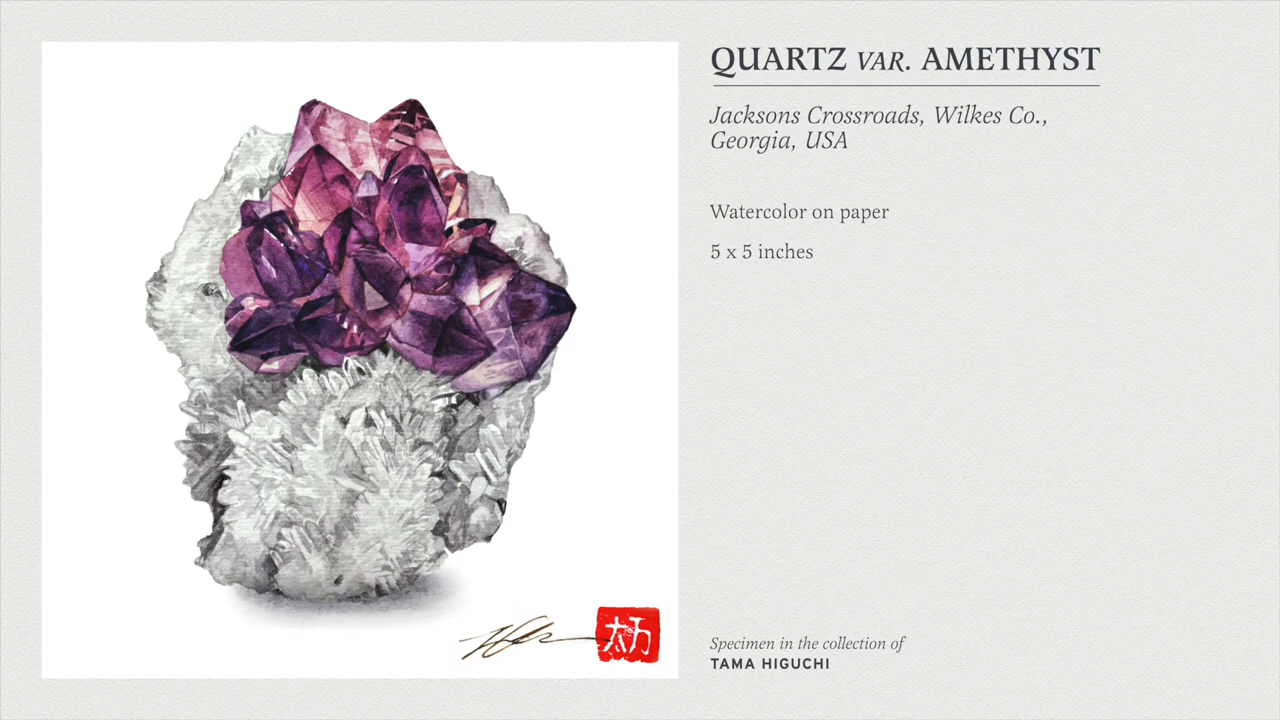 QUARTZ VAR. AMETHYST
Jacksons Crossroads, Wilkes Co.,
Georgia, USA
Watercolor on paper
5 x 5 inches
Specimen in the collection of
TAMA HIGUCHI